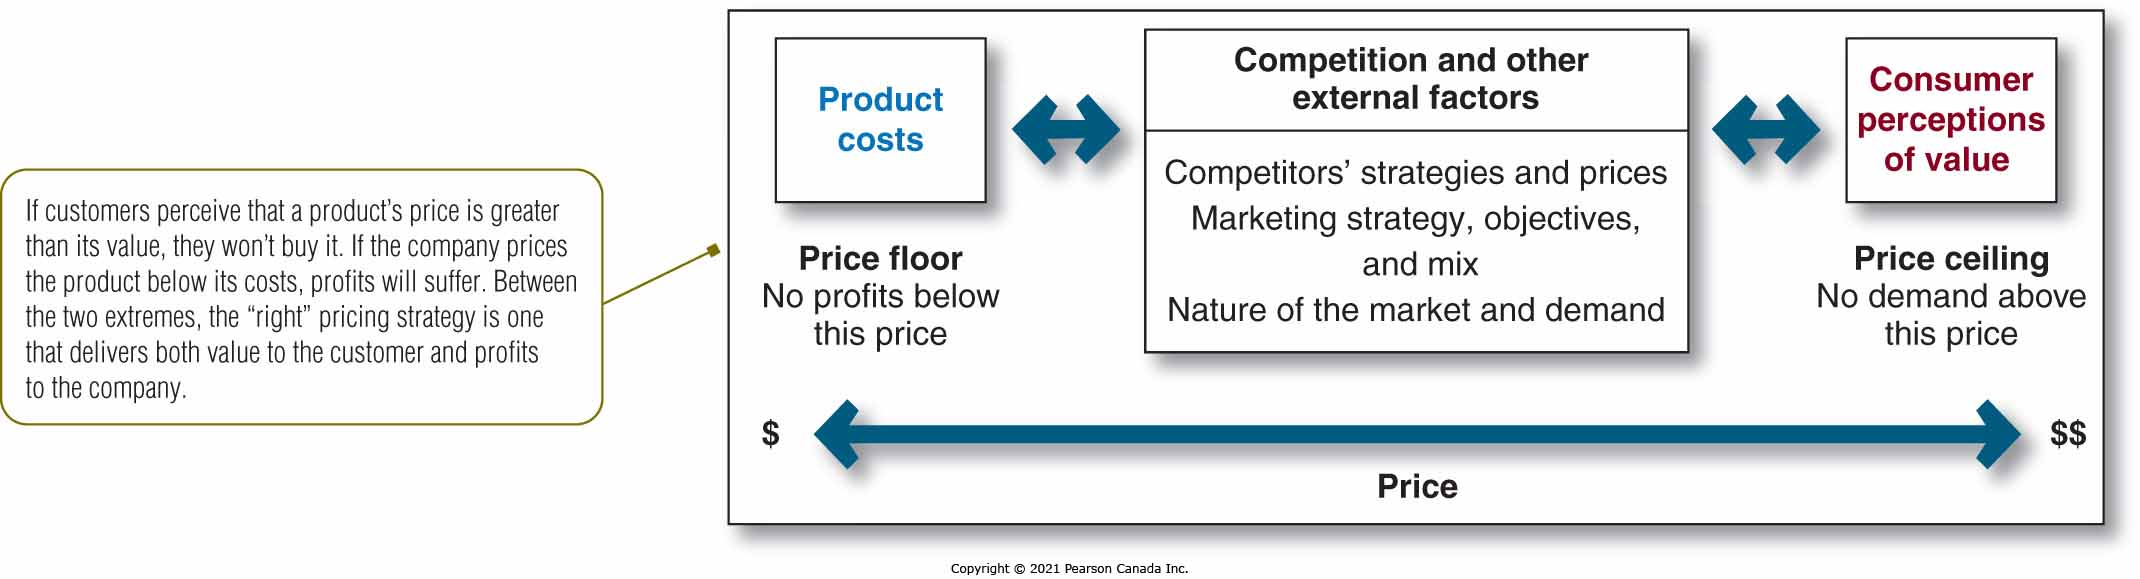 If customers perceive that a product’s price is greater
than its value, they won’t buy it. If the company prices
the product below its costs, profits will suffer. Between
the two extremes, the “right” pricing strategy is one
that delivers both value to the customer and profits
to the company.
Product
costs
Price floor
No profits below
this price
Competition and other
external factors
Competitors’ strategies and prices
Marketing strategy, objectives,
and mix
Nature of the market and demand
Consumer
perceptions
of value
Price ceiling
No demand above
this price
$
$$
Price
Copyright © 2021 Pearson Canada Inc.